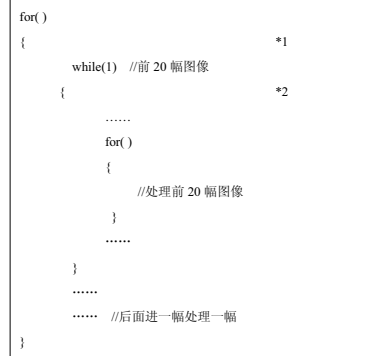 for( )
{ *1
while(1) //前 20 幅图像
{ *2
……
for( )
{
//处理前 20 幅图像
}
……
}
……
…… //后面进一幅处理一幅
}